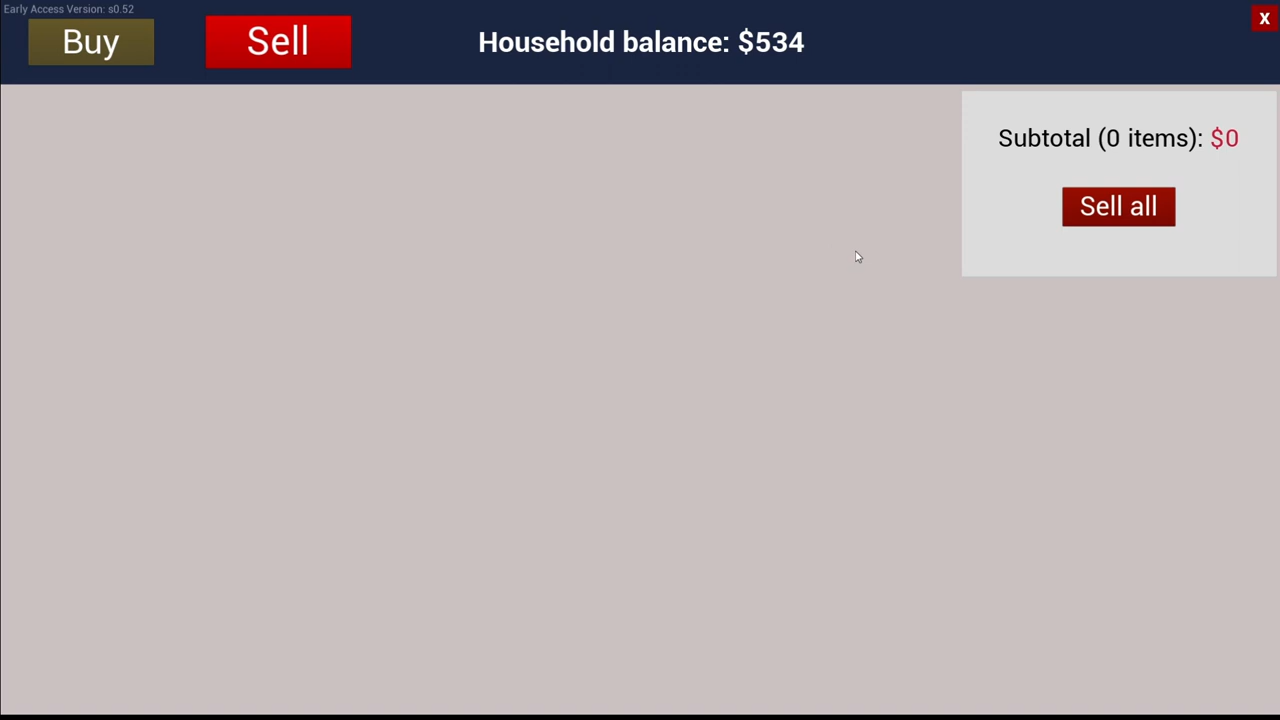 Early Access Version: s0.52
Buy
Sell
Household balance: $534
X
Subtotal (0 items): $0
Sell all